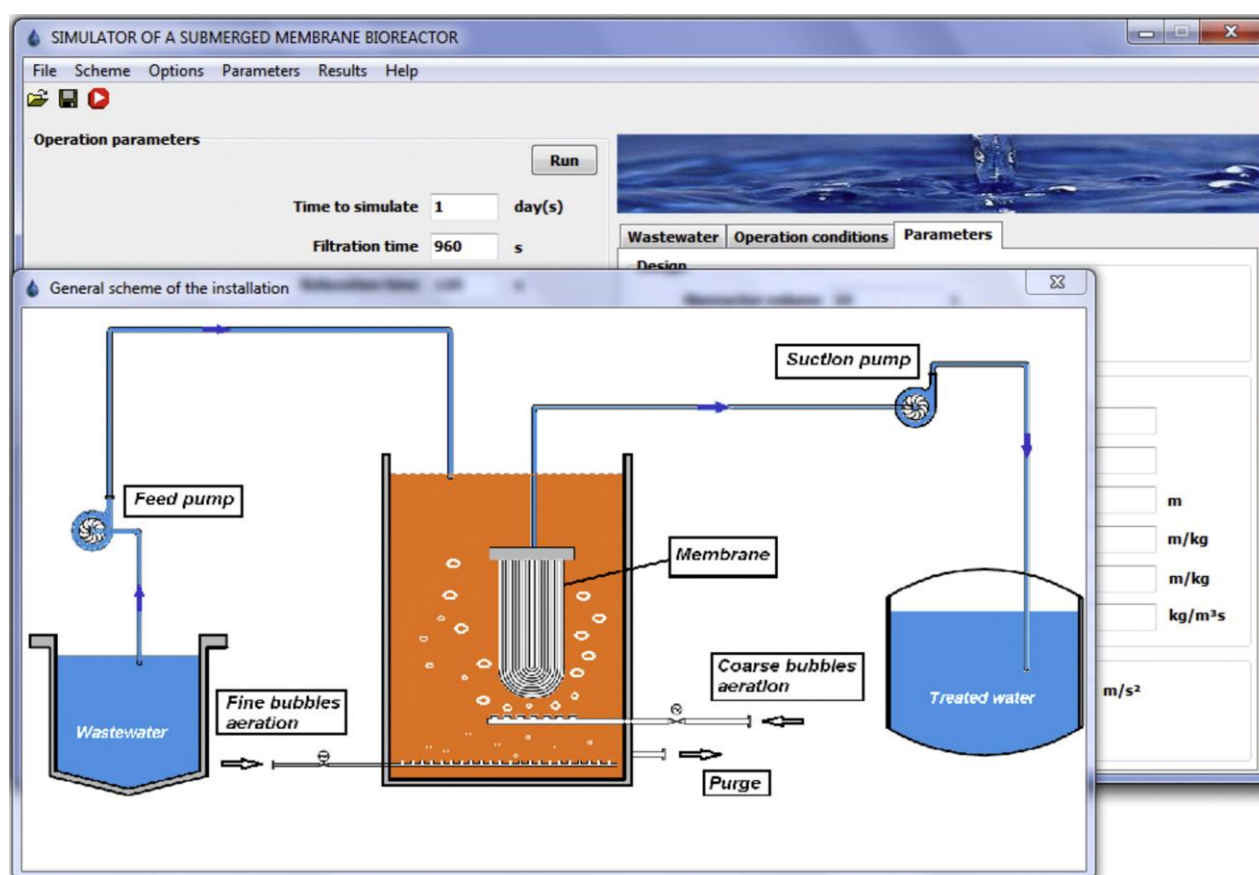 SIMULATOR OF A SUBMERGED MEMBRANE BIOREACTOR
File Scheme Options Parameters Results Help
Operation parameters
Run
Time to simulate 1 day(s)
Filtration time 960 s
Wastewater Operation conditions Parameters
Design
General scheme of the installation
Suction pump
Feed pump
Membrane
m
m/kg
m/kg
kg/m³s
Coarse bubbles
aeration
Fine bubbles
aeration
Wastewater
Treated water
m/s²
Purge